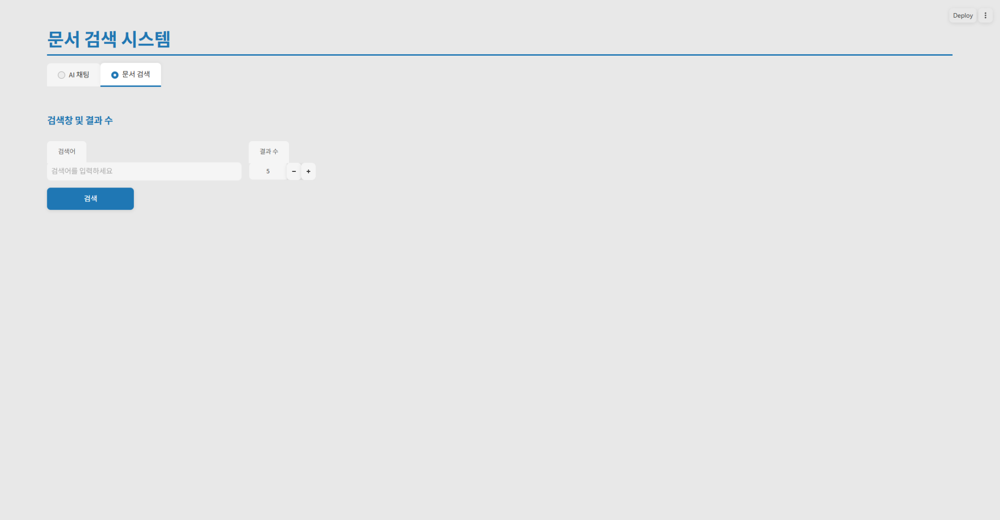 Deploy
문서 검색 시스템
AI 채팅
문서 검색
검색창 및 결과 수
검색어
결과 수
검색어를 입력하세요
5
검색